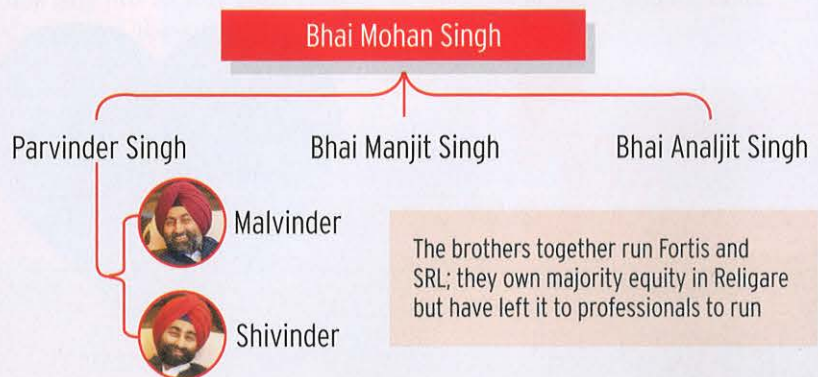 Bhai Mohan Singh
Parvinder Singh
Bhai Manjit Singh
Bhai Analjit Singh
Malvinder
The brothers together run Fortis and
SRL; they own majority equity in Religare
but have left it to professionals to run
Shivinder